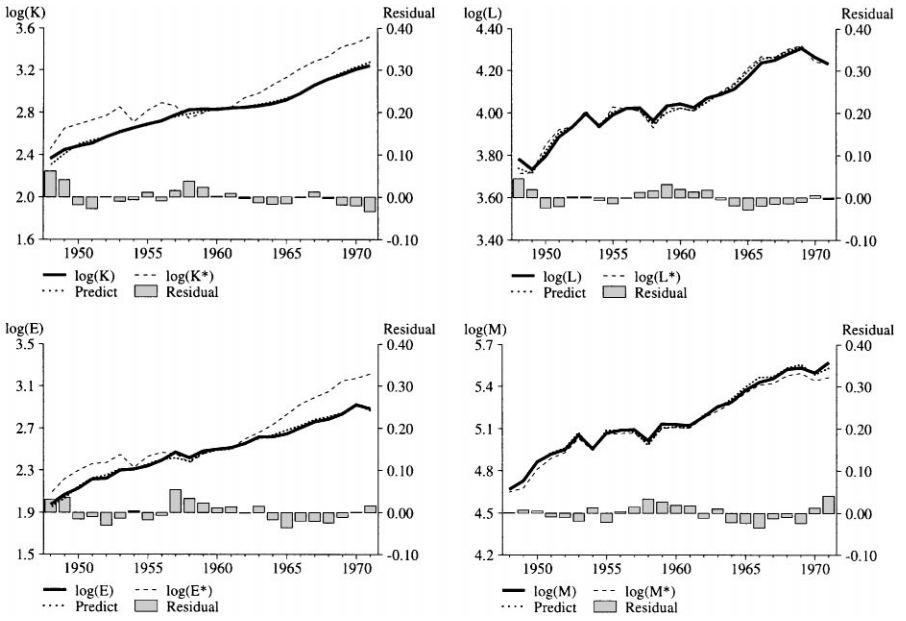 log(K) Residual
3.6 0.40
3.2 0.30
2.8 0.20
2.4 0.10
2.0 0.00
1.6 -0.10
1950 1955 1960 1965 1970
log(K) log(K*)
Predict Residual
log(L) Residual
4.40 0.40
4.20 0.30
4.00 0.20
3.80 0.10
3.60 0.00
3.40 -0.10
1950 1955 1960 1965 1970
log(L) log(L*)
Predict Residual
log(E) Residual
3.5 0.40
3.1 0.30
2.7 0.20
2.3 0.10
1.9 0.00
1.5 -0.10
1950 1955 1960 1965 1970
log(E) log(E*)
Predict Residual
log(M) Residual
5.7 0.40
5.4 0.30
5.1 0.20
4.8 0.10
4.5 0.00
4.2 -0.10
1950 1955 1960 1965 1970
log(M) log(M*)
Predict Residual